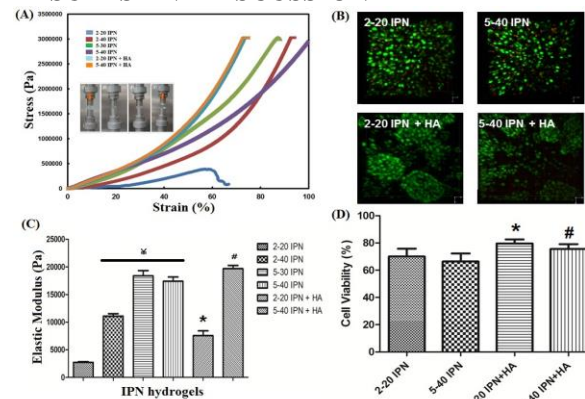 (A)
2-20 IPN
2-40 IPN
5-30 IPN
5-40 IPN
2-20 IPN + HA
5-40 IPN + HA
Stress (Pa)
3500000
3000000
2500000
2000000
1500000
1000000
500000
0
0 20 40 60 80 100
Strain (%)
(B)
2-20 IPN
5-40 IPN
2-20 IPN + HA
5-40 IPN + HA
(C)
Elastic Modulus (Pa)
25000
20000
15000
10000
5000
0
¥
*
#
2-20 IPN
2-40 IPN
5-30 IPN
5-40 IPN
2-20 IPN + HA
5-40 IPN + HA
IPN hydrogels
(D)
Cell Viability (%)
100
80
60
40
20
0
*
#
2-20 IPN
5-40 IPN
20 IPN+HA
40 IPN+HA